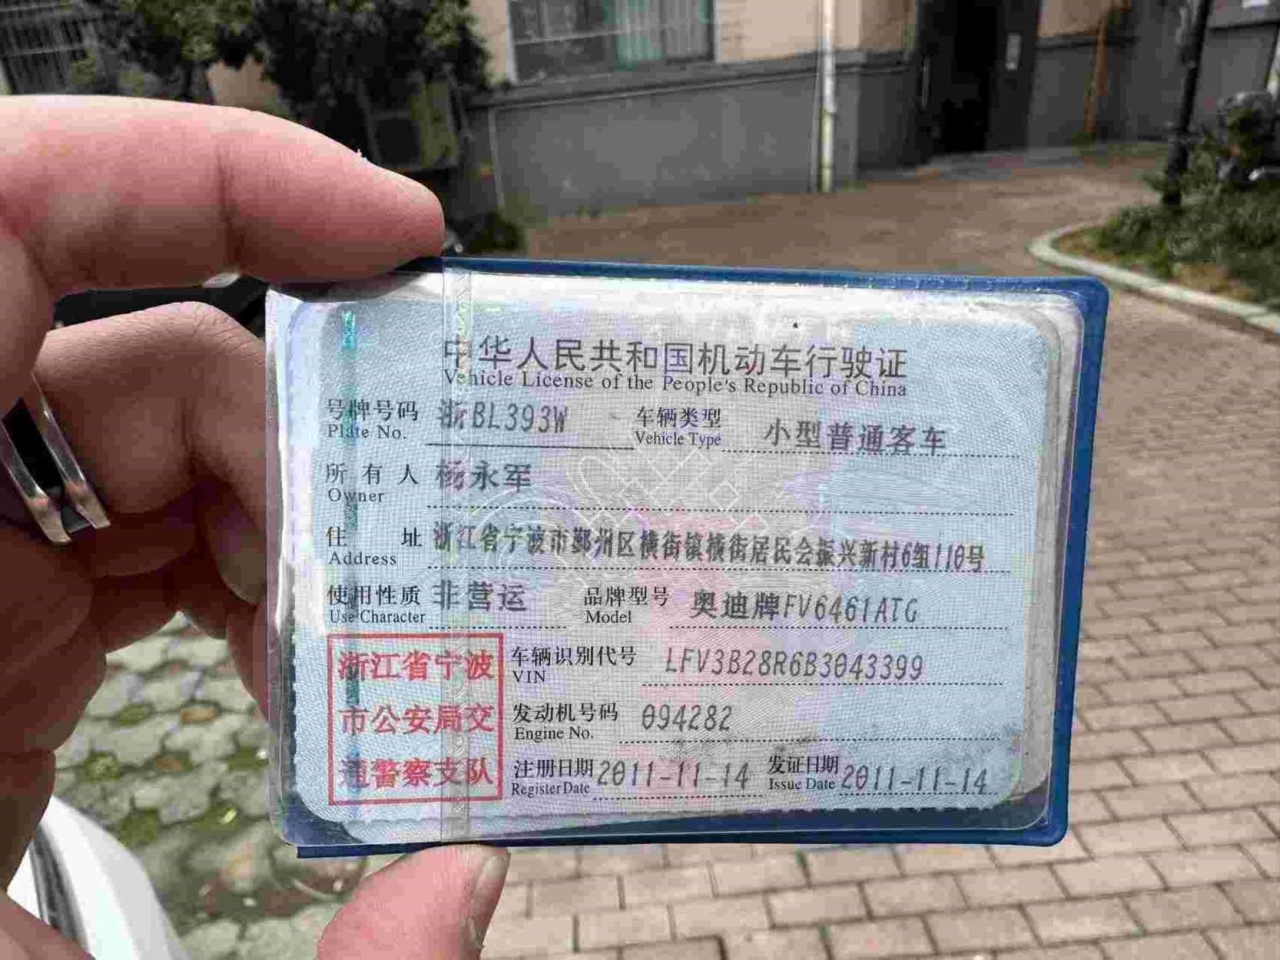 中华人民共和国机动车行驶证
Vehicle License of the People's Republic of China
号牌号码 浙BL393W 车辆类型 小型普通客车
Plate No. Vehicle Type
所有人 杨永军
Owner
住址 浙江省宁波市鄞州区横街镇横街居民会振兴新村6组110号
Address
使用性质 非营运 品牌型号 奥迪牌FV6461ATG
Use Character Model
浙江省宁波
市公安局交
通警察支队
车辆识别代号 LFV3B28R6B3043399
VIN
发动机号码 094282
Engine No.
注册日期 2011-11-14 发证日期 2011-11-14
Register Date Issue Date